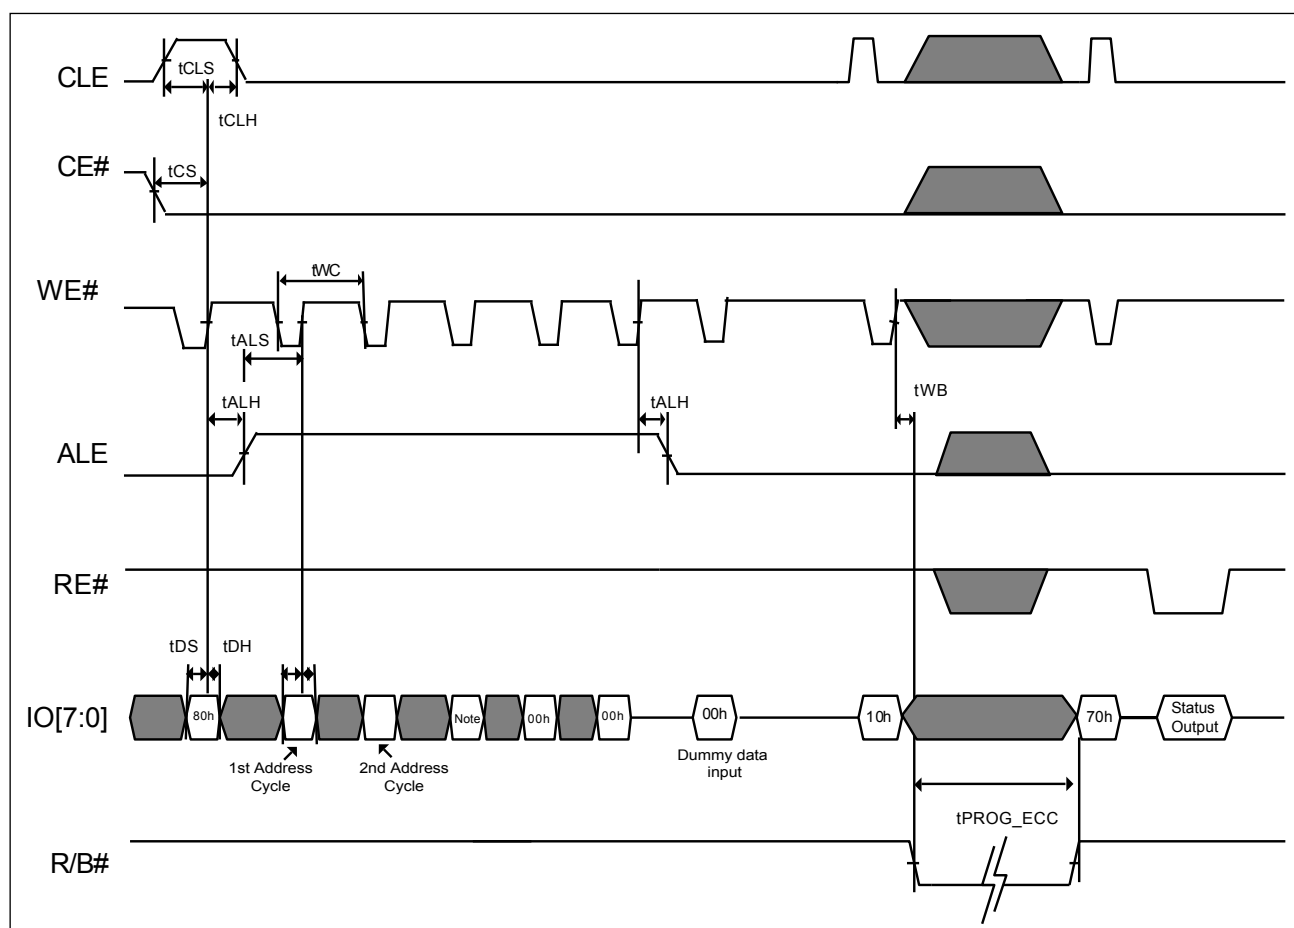 CLE
tCLS
tCLH
CE#
tCS
WE#
tWC
tALS
tWB
tALH
tALH
ALE
RE#
tDS
tDH
IO[7:0]
80h
Note
00h
00h
00h
10h
70h
Status
Output
1st Address
Cycle
2nd Address
Cycle
Dummy data
input
tPROG_ECC
R/B#